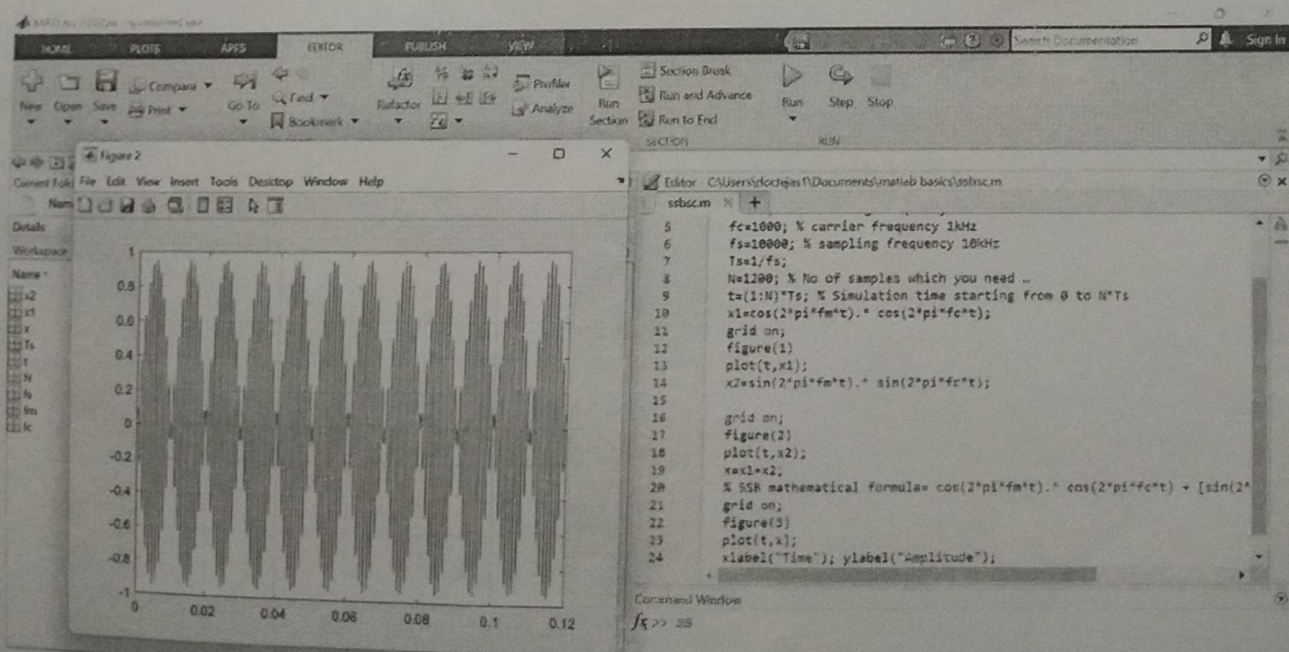 HOME PLOTS APPS EDITOR PUBLISH VIEW
Search Documentation Sign In
New Open Save
Compare
Print
Go To
Find
Bookmark
Refactor
Profiler
Analyze
Run Section
Section Break
Run and Advance
Run to End
Run Step Stop
SECTION RUN
Figure 2
File Edit View Insert Tools Desktop Window Help
Details
Workspace
Name
x2
x1
x
Ts
t
N
fs
fm
fc
1
0.8
0.6
0.4
0.2
0
-0.2
-0.4
-0.6
-0.8
-1
0 0.02 0.04 0.06 0.08 0.1 0.12
ssbsc.m
5 fc=1000; % carrier frequency 1kHz
6 fs=10000; % sampling frequency 10kHz
7 Ts=1/fs;
8 N=1200; % No of samples which you need …
9 t=(1:N)*Ts; % Simulation time starting from 0 to N*Ts
10 x1=cos(2*pi*fm*t).* cos(2*pi*fc*t);
11 grid on;
12 figure(1)
13 plot(t,x1);
14 x2=sin(2*pi*fm*t).* sin(2*pi*fc*t);
15
16 grid on;
17 figure(2)
18 plot(t,x2);
19 x=x1+x2;
20 % SSB mathematical formula= cos(2*pi*fm*t).* cos(2*pi*fc*t) + [sin(2*
21 grid on;
22 figure(3)
23 plot(t,x);
24 xlabel("Time"); ylabel("Amplitude");
Command Window
fx >> ss